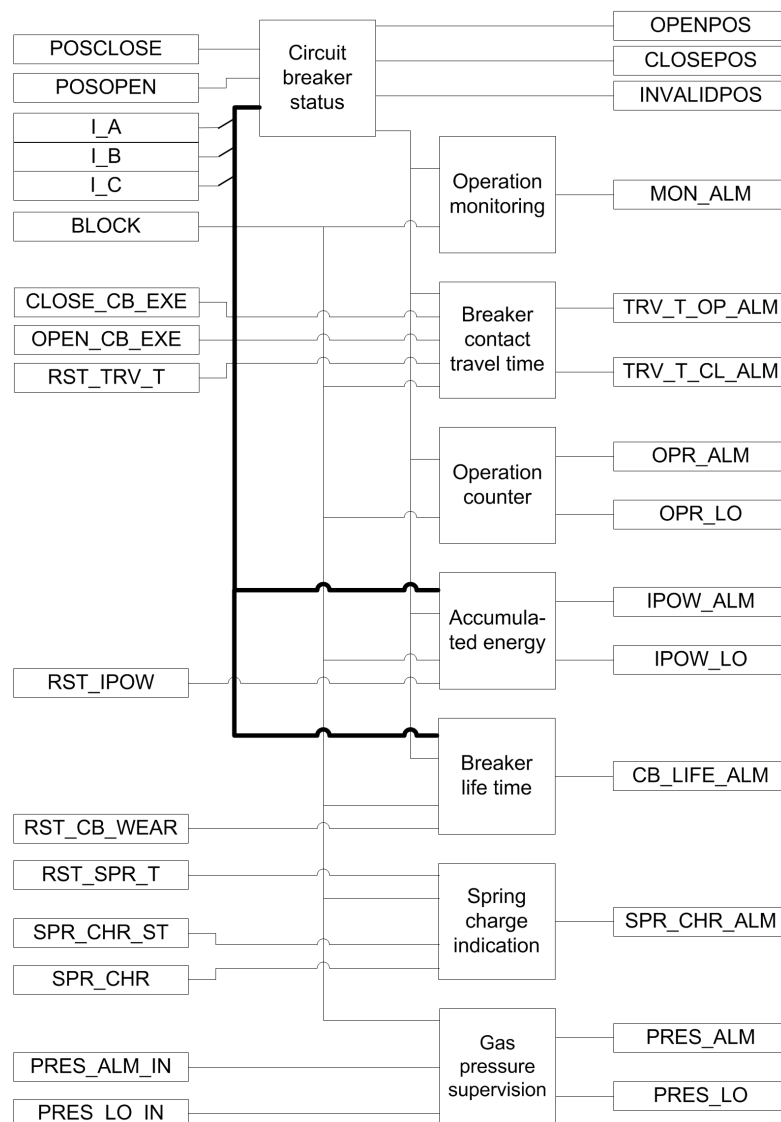 POSCLOSE
POSOPEN
I_A
I_B
I_C
BLOCK
CLOSE_CB_EXE
OPEN_CB_EXE
RST_TRV_T
RST_IPOW
RST_CB_WEAR
RST_SPR_T
SPR_CHR_ST
SPR_CHR
PRES_ALM_IN
PRES_LO_IN
Circuit
breaker
status
Operation
monitoring
Breaker
contact
travel time
Operation
counter
Accumula-
ted energy
Breaker
life time
Spring
charge
indication
Gas
pressure
supervision
OPENPOS
CLOSEPOS
INVALIDPOS
MON_ALM
TRV_T_OP_ALM
TRV_T_CL_ALM
OPR_ALM
OPR_LO
IPOW_ALM
IPOW_LO
CB_LIFE_ALM
SPR_CHR_ALM
PRES_ALM
PRES_LO